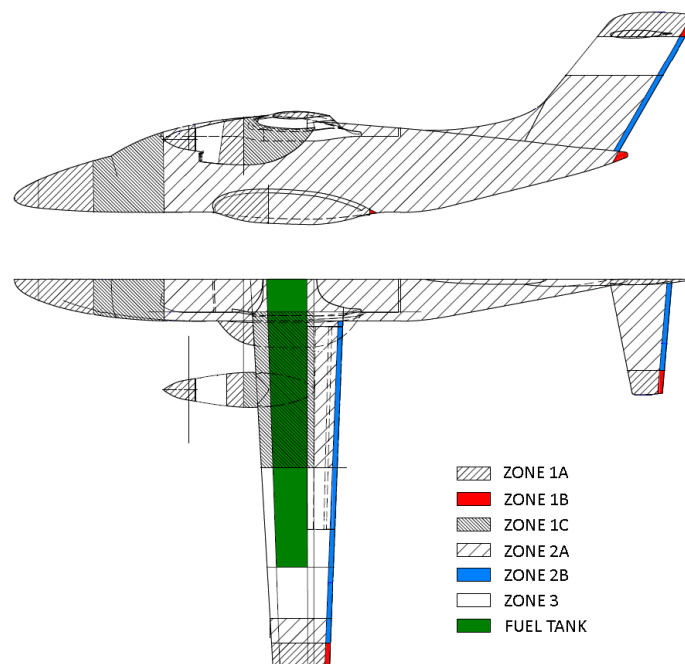 ZONE 1A
ZONE 1B
ZONE 1C
ZONE 2A
ZONE 2B
ZONE 3
FUEL TANK